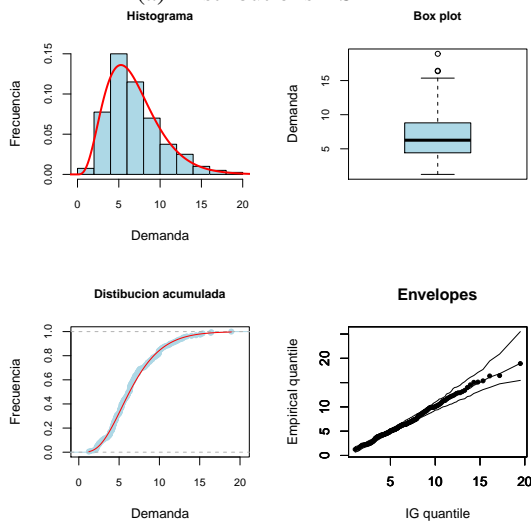 Histograma
Frecuencia
0.00 0.05 0.10 0.15
0 5 10 15 20
Demanda
Box plot
Demanda
5 10 15
Distibucion acumulada
Frecuencia
0.0 0.2 0.4 0.6 0.8 1.0
0 5 10 15 20
Demanda
Envelopes
Empirical quantile
0 5 10 15 20
5 10 15 20
IG quantile